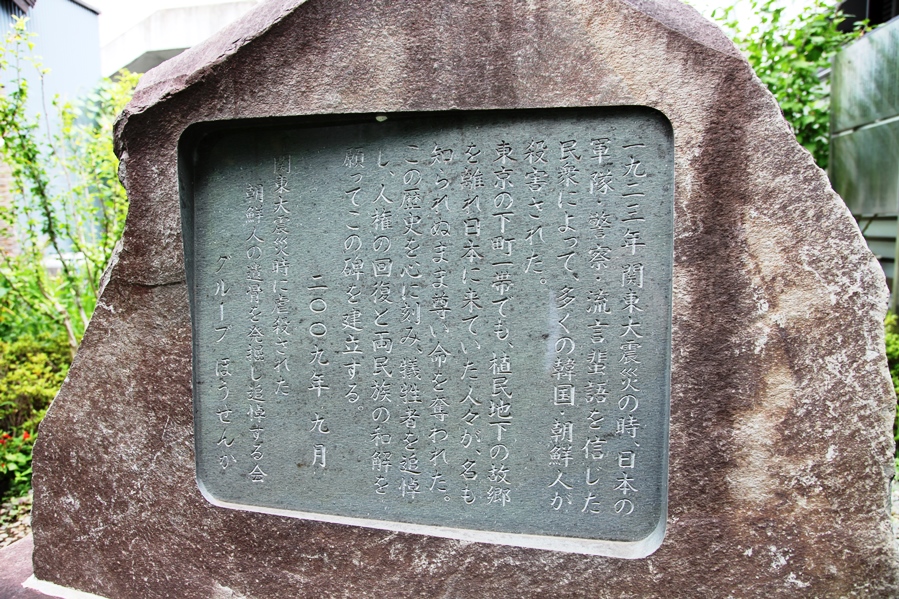 一九二三年関東大震災の時、日本の
軍隊・警察・流言蜚語を信じた
民衆によって、多くの韓国・朝鮮人が
殺害された。
東京の下町一帯でも、植民地下の故郷
を離れ日本に来ていた人々が、名も
知られぬまま尊い命を奪われた。
この歴史を心に刻み、犠牲者を追悼
し、人権の回復と両民族の和解を
願ってこの碑を建立する。
二〇〇九年 九月
関東大震災時に虐殺された
朝鮮人の遺骨を発掘し追悼する会
グループ ほうせんか